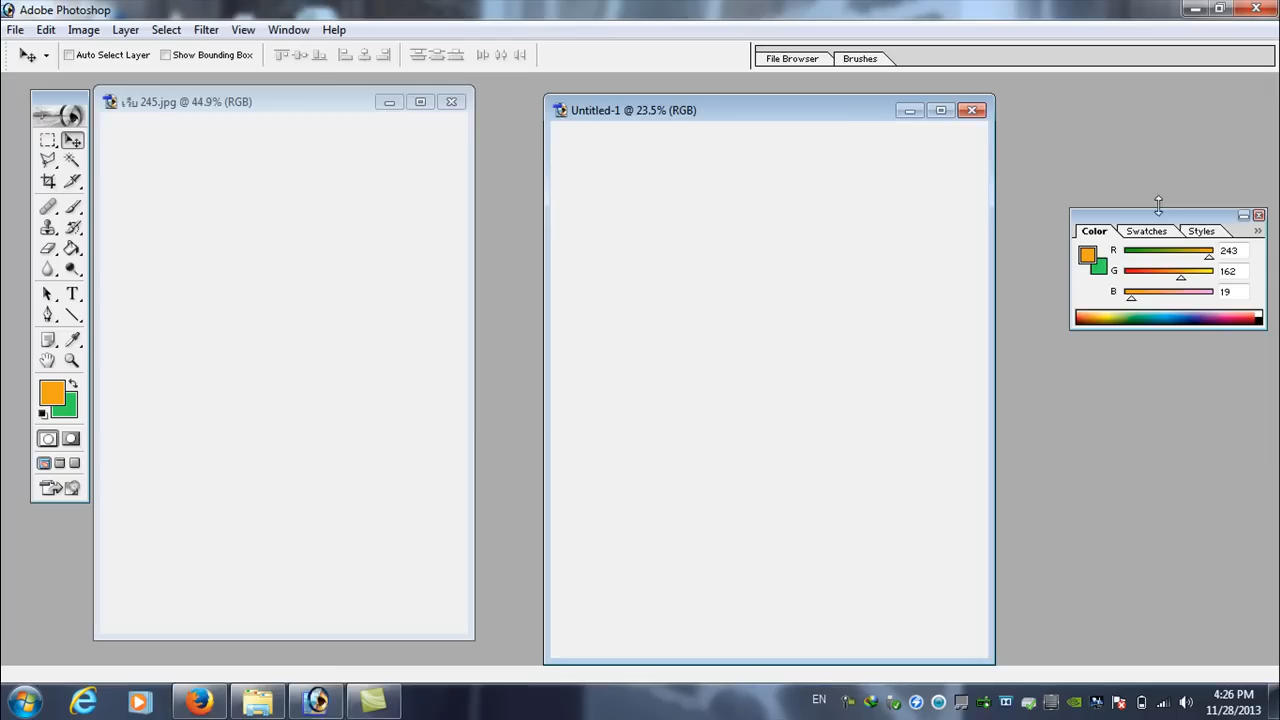 Adobe Photoshop
File Edit Image Layer Select Filter View Window Help
Auto Select Layer Show Bounding Box File Browser Brushes
245.jpg @ 44.9% (RGB)
Untitled-1 @ 23.5% (RGB)
Color Swatches Styles
R 243
G 162
B 19
T
EN
4:26 PM
11/28/2013